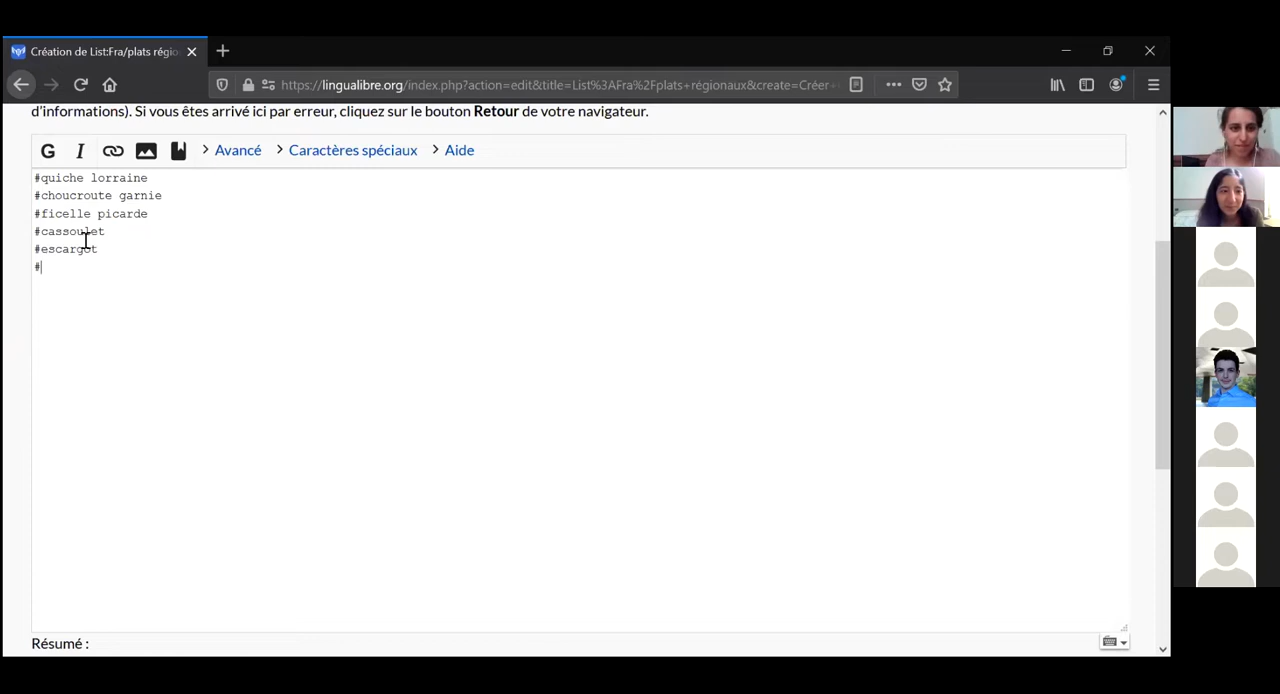 Création de List:Fra/plats régio
https://lingualibre.org/index.php?action=edit&title=List%3AFra%2Fplats+régionaux&create=Créer
d'informations). Si vous êtes arrivé ici par erreur, cliquez sur le bouton Retour de votre navigateur.
G I Avancé Caractères spéciaux Aide
#quiche lorraine
#choucroute garnie
#ficelle picarde
#cassoulet
#escargot
#
Résumé :